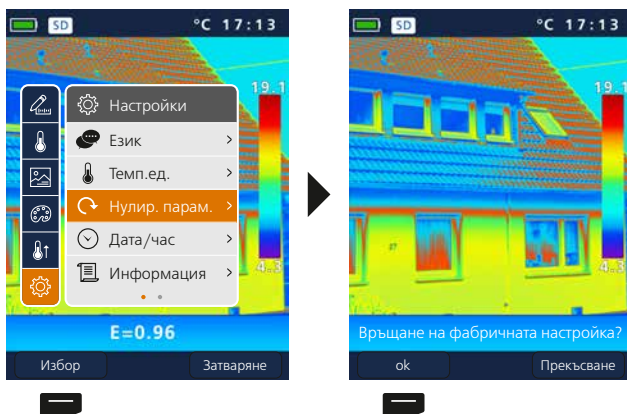 SD °C 17:13
19.1
Настройки
Език
Темп.ед.
Нулир. парам.
Дата/час
Информация
4.3
E=0.96
Избор Затваряне
SD °C 17:13
19.1
4.3
Връщане на фабричната настройка?
ok Прекъсване